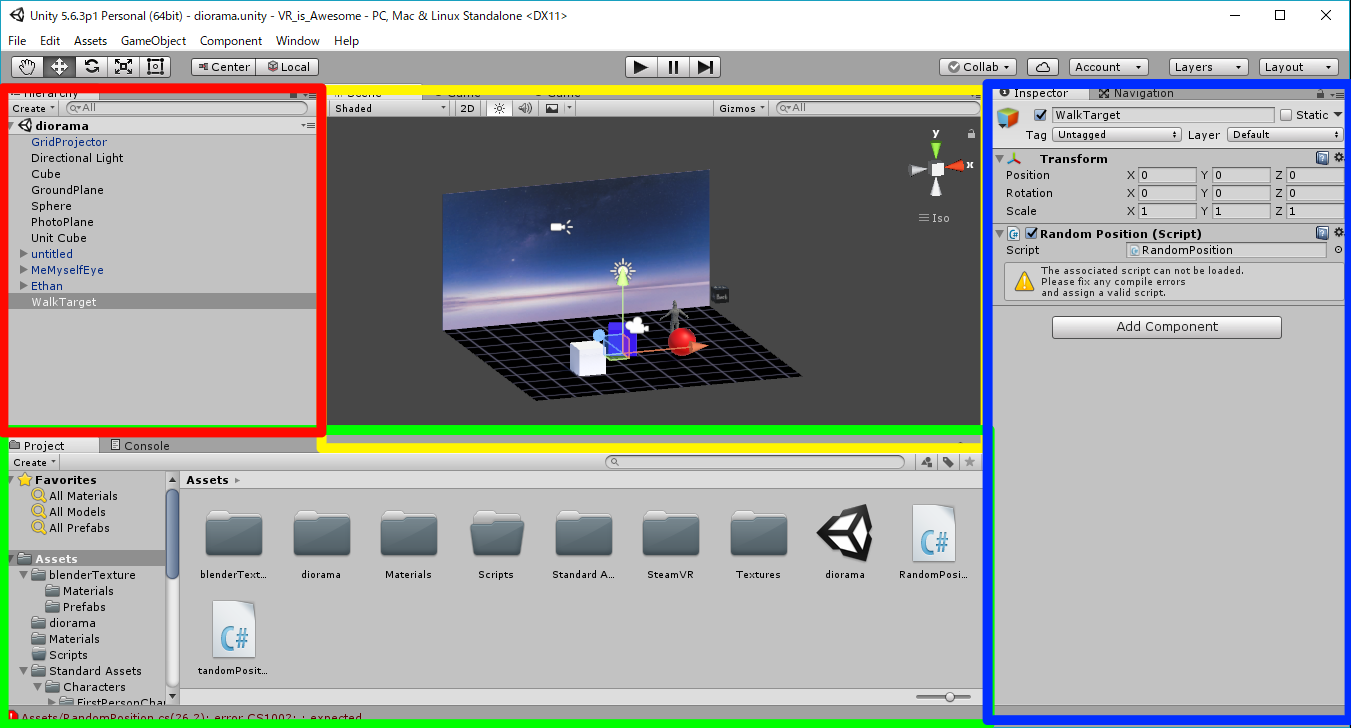 Unity 5.6.3p1 Personal (64bit) - diorama.unity - VR_is_Awesome - PC, Mac & Linux Standalone <DX11>
File Edit Assets GameObject Component Window Help
Center Local Collab Account Layers Layout
Hierarchy
Create All
diorama
GridProjector
Directional Light
Cube
GroundPlane
Sphere
PhotoPlane
Unit Cube
untitled
MeMyselfEye
Ethan
WalkTarget
Scene Game
Shaded 2D Gizmos All
y
x
Iso
Inspector Navigation
WalkTarget Static
Tag Untagged Layer Default
Transform
Position X 0 Y 0 Z 0
Rotation X 0 Y 0 Z 0
Scale X 1 Y 1 Z 1
Random Position (Script)
Script RandomPosition
The associated script can not be loaded.
Please fix any compile errors
and assign a valid script.
Add Component
Project Console
Create
Favorites
All Materials
All Models
All Prefabs
Assets
blenderTexture
Materials
Prefabs
diorama
Materials
Scripts
Standard Assets
Characters
FirstPersonChar
Assets
blenderText... diorama Materials Scripts Standard A... SteamVR Textures diorama RandomPosi...
tandomPosit...
Assets/RandomPosition.cs(26,2): error CS1002: ; expected